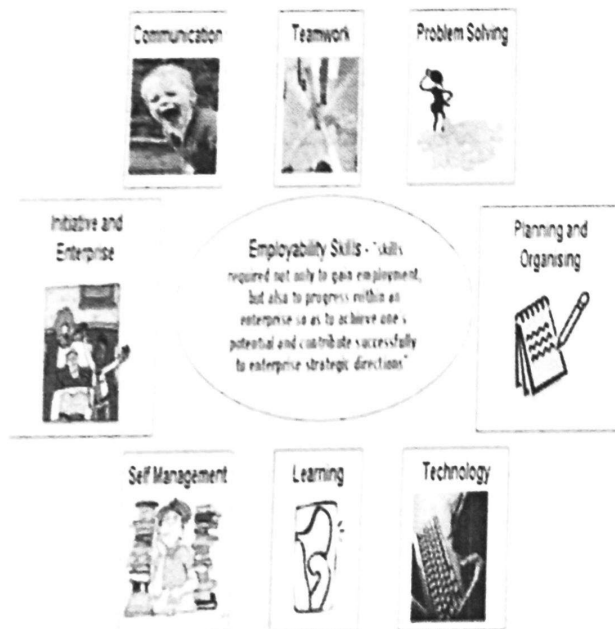 Communication
Teamwork
Problem Solving
Initiative and
Enterprise
Employability Skills - "skills
required not only to gain employment,
but also to progress within an
enterprise so as to achieve one's
potential and contribute successfully
to enterprise strategic directions"
Planning and
Organising
Self Management
Learning
Technology